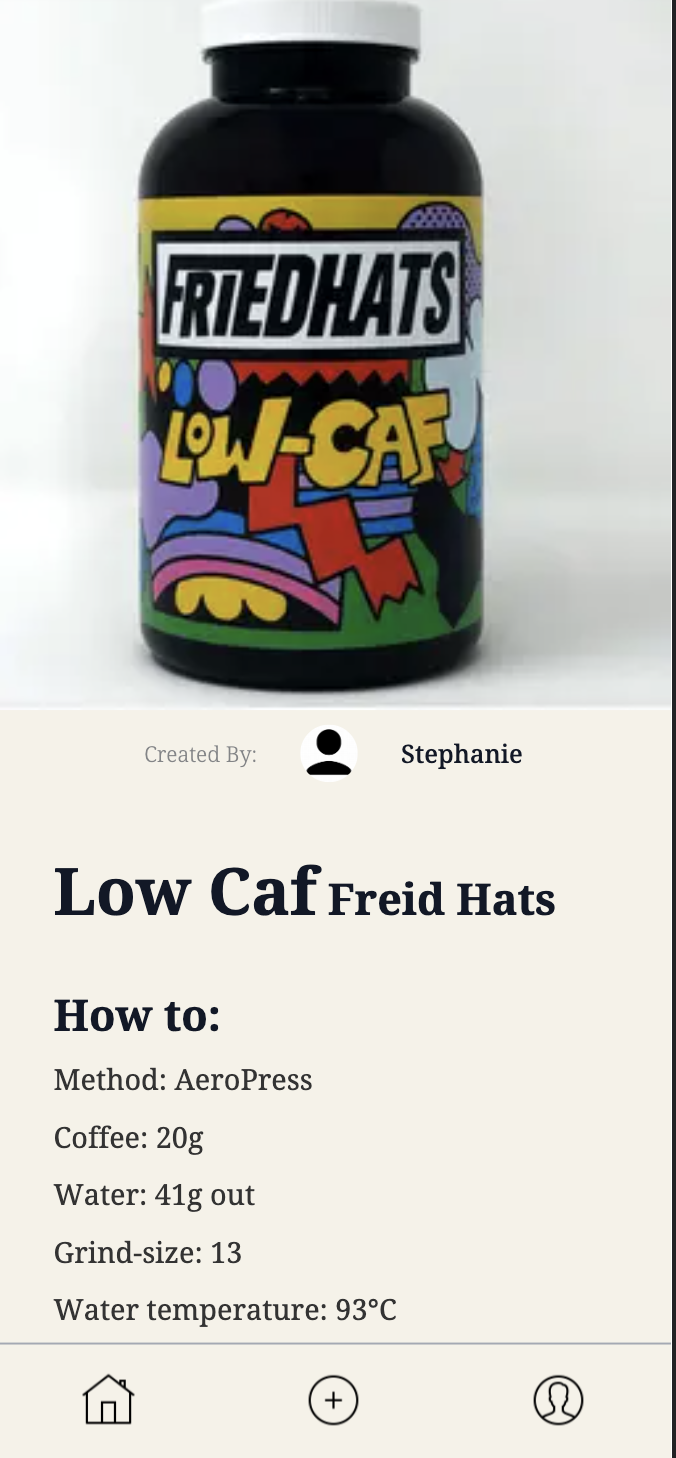 FRIEDHATS
LOW-CAF
Created By: Stephanie
Low Caf Freid Hats
How to:
Method: AeroPress
Coffee: 20g
Water: 41g out
Grind-size: 13
Water temperature: 93°C